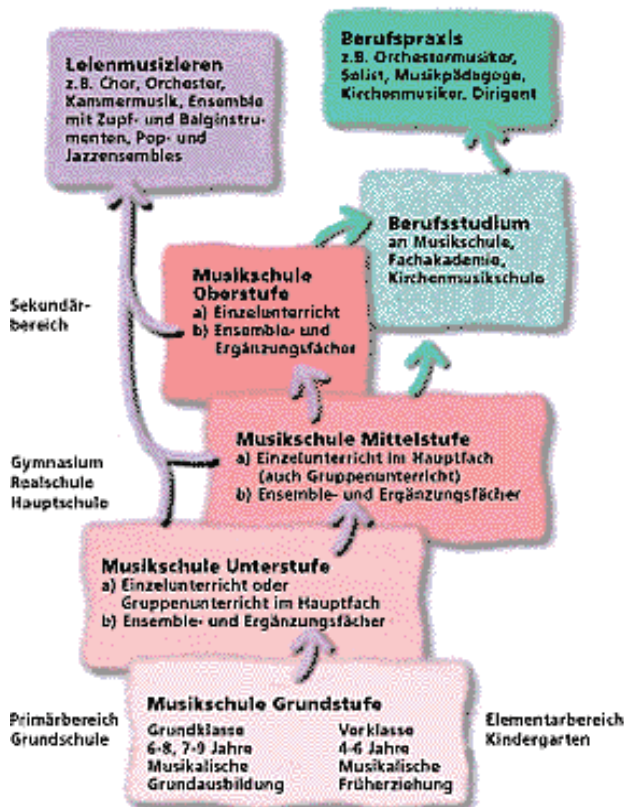 Laienmusizieren
z.B. Chor, Orchester,
Kammermusik, Ensemble
mit Zupf- und Balginstru-
menten, Pop- und
Jazzensembles
Berufspraxis
z.B. Orchestermusiker,
Solist, Musikpädagoge,
Kirchenmusiker, Dirigent
Berufsstudium
an Musikschule,
Fachakademie,
Kirchenmusikschule
Musikschule
Oberstufe
a) Einzelunterricht
b) Ensemble- und
Ergänzungsfächer
Sekundär-
bereich
Musikschule Mittelstufe
a) Einzelunterricht im Hauptfach
(auch Gruppenunterricht)
b) Ensemble- und Ergänzungsfächer
Gymnasium
Realschule
Hauptschule
Musikschule Unterstufe
a) Einzelunterricht oder
Gruppenunterricht im Hauptfach
b) Ensemble- und Ergänzungsfächer
Musikschule Grundstufe
Grundklasse
6-8, 7-9 Jahre
Musikalische
Grundausbildung
Vorklasse
4-6 Jahre
Musikalische
Früherziehung
Primärbereich
Grundschule
Elementarbereich
Kindergarten